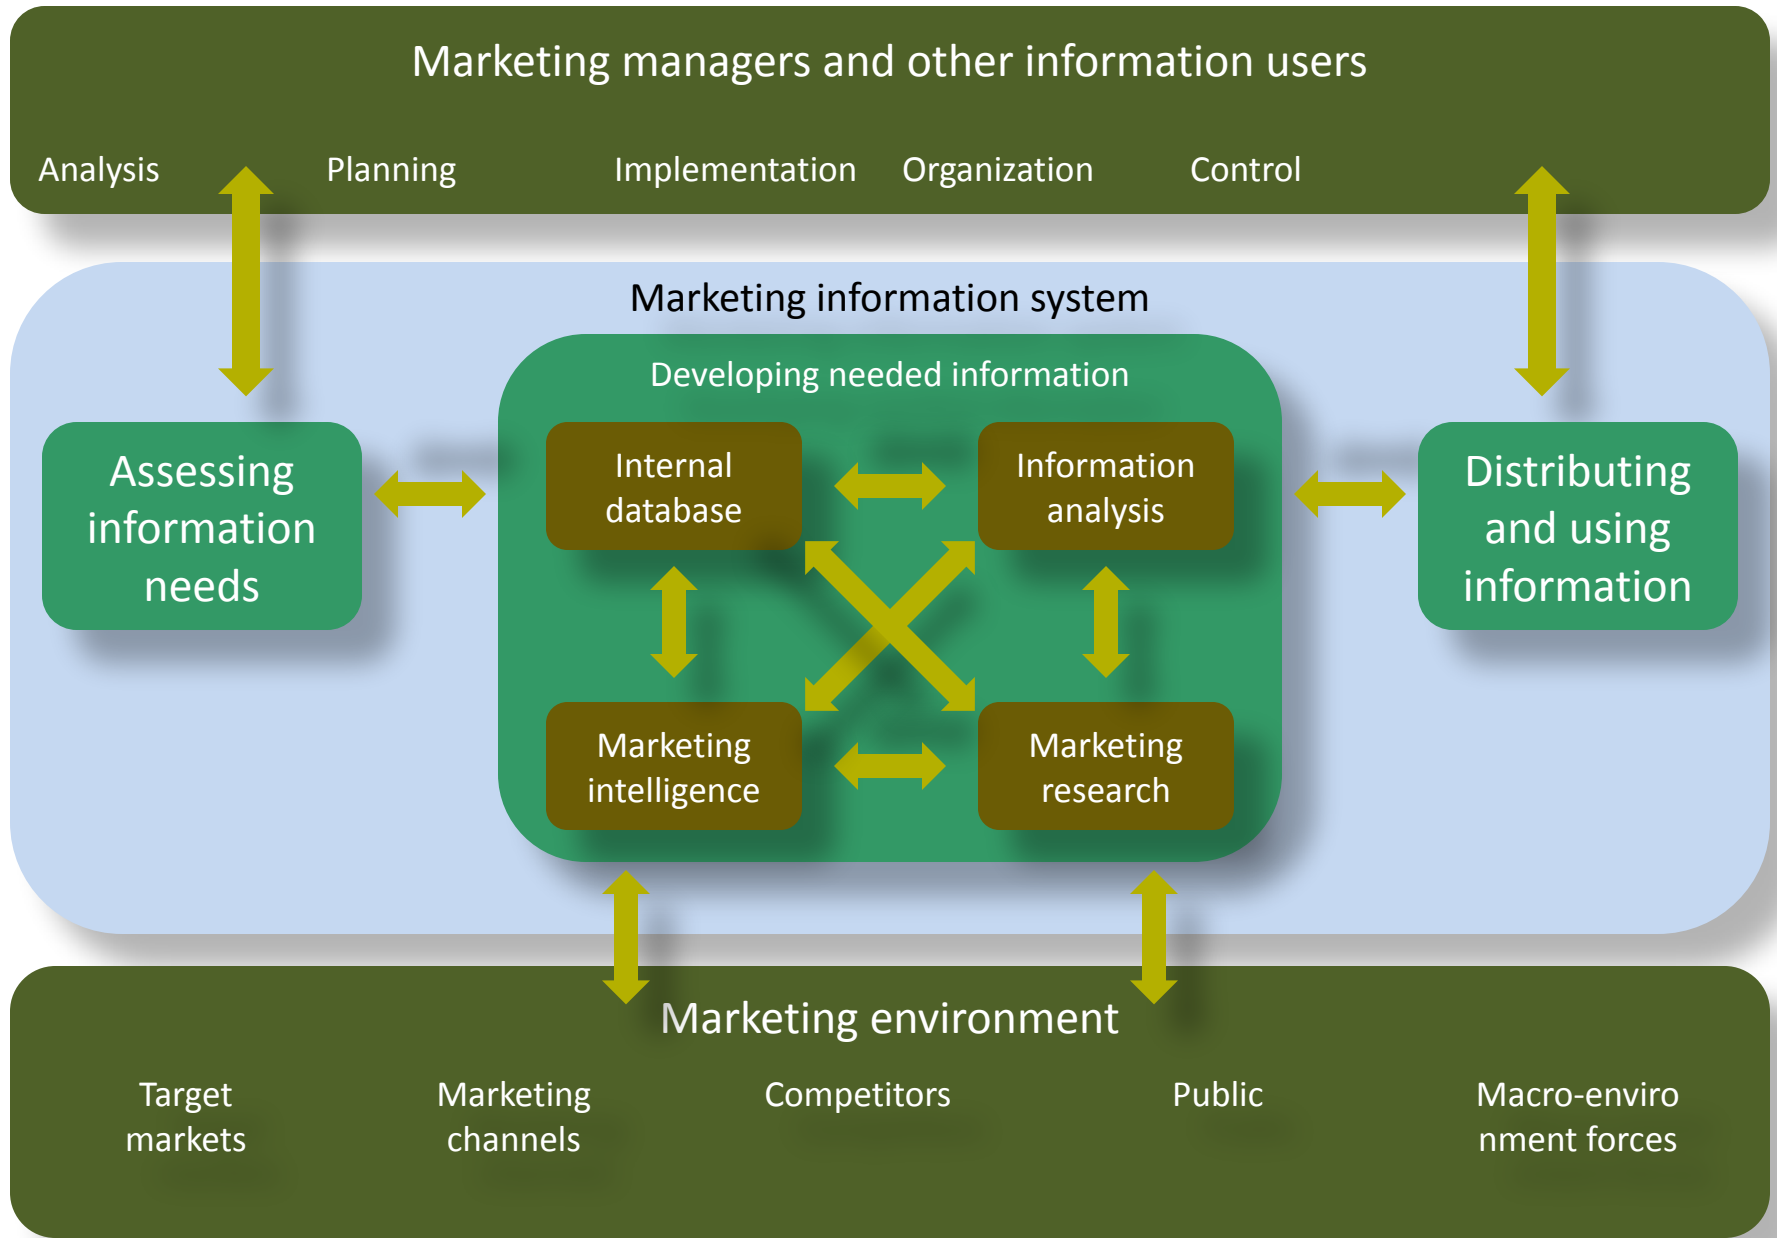 Marketing managers and other information users
Analysis Planning Implementation Organization Control
Marketing information system
Developing needed information
Assessing
information
needs
Internal
database
Information
analysis
Distributing
and using
information
Marketing
intelligence
Marketing
research
Marketing environment
Target
markets
Marketing
channels
Competitors
Public
Macro-enviro
nment forces